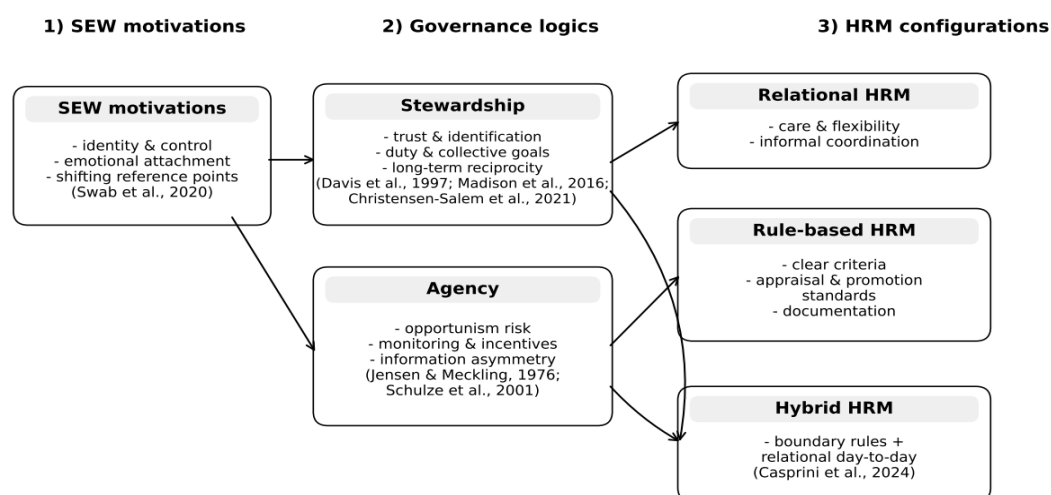 1) SEW motivations
2) Governance logics
3) HRM configurations
SEW motivations
- identity & control
- emotional attachment
- shifting reference points
(Swab et al., 2020)
Stewardship
- trust & identification
- duty & collective goals
- long-term reciprocity
(Davis et al., 1997; Madison et al., 2016;
Christensen-Salem et al., 2021)
Agency
- opportunism risk
- monitoring & incentives
- information asymmetry
(Jensen & Meckling, 1976;
Schulze et al., 2001)
Relational HRM
- care & flexibility
- informal coordination
Rule-based HRM
- clear criteria
- appraisal & promotion
standards
- documentation
Hybrid HRM
- boundary rules +
relational day-to-day
(Casprini et al., 2024)